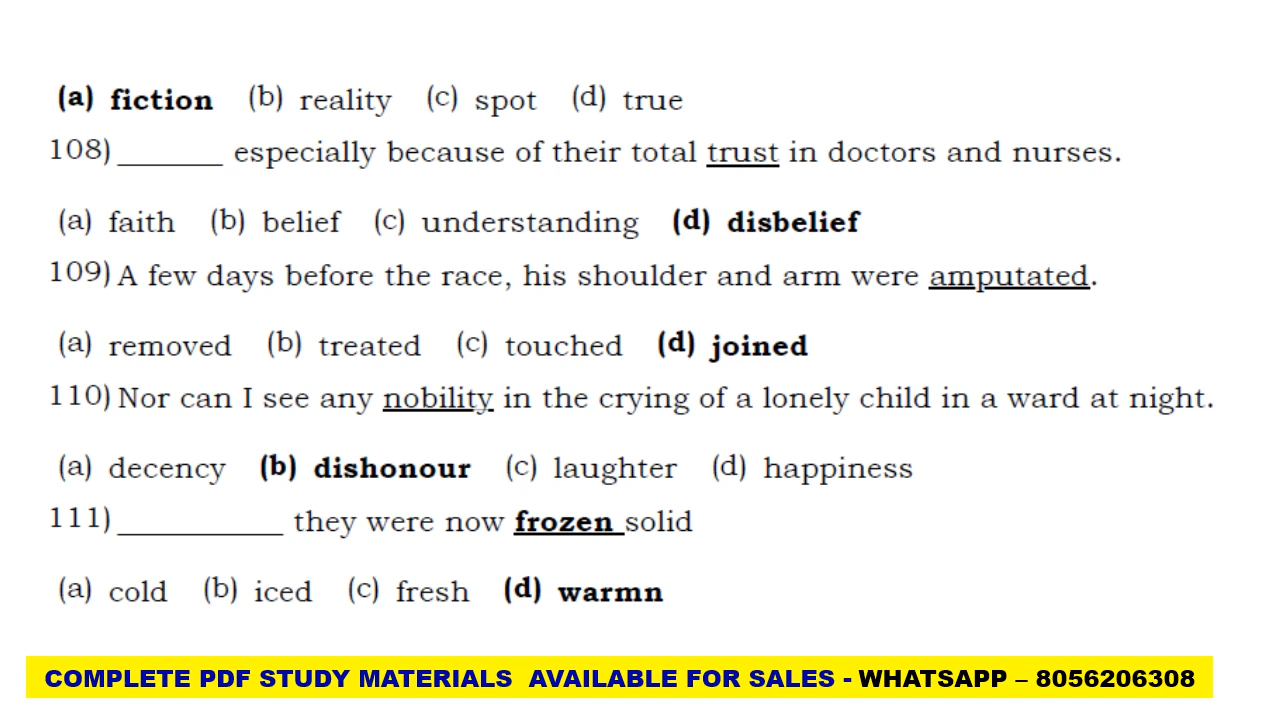 (a) fiction (b) reality (c) spot (d) true
108) _______ especially because of their total trust in doctors and nurses.
(a) faith (b) belief (c) understanding (d) disbelief
109) A few days before the race, his shoulder and arm were amputated.
(a) removed (b) treated (c) touched (d) joined
110) Nor can I see any nobility in the crying of a lonely child in a ward at night.
(a) decency (b) dishonour (c) laughter (d) happiness
111) ___________ they were now frozen solid
(a) cold (b) iced (c) fresh (d) warmn
COMPLETE PDF STUDY MATERIALS AVAILABLE FOR SALES - WHATSAPP – 8056206308